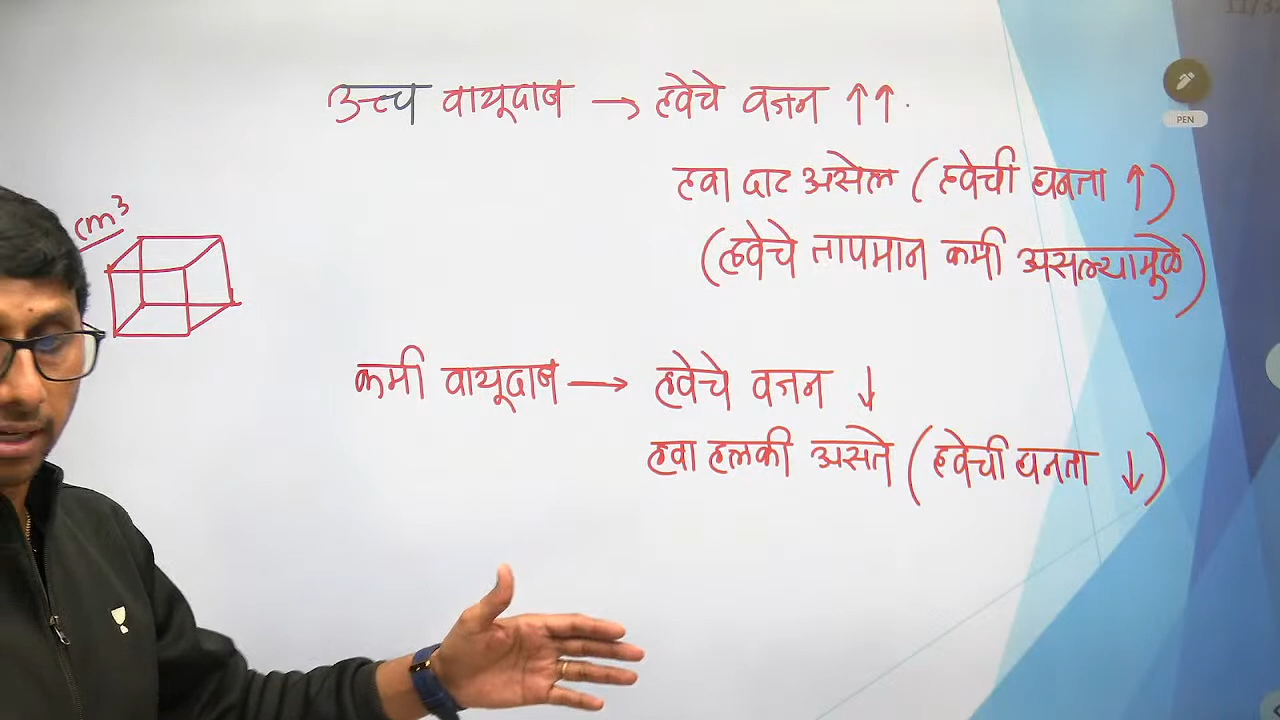 उच्च वायूदाब → हवेचे वजन ↑↑
हवा दाट असेल (हवेची घनता ↑)
(हवेचे तापमान कमी असल्यामुळे)
cm³
कमी वायूदाब → हवेचे वजन ↓
हवा हलकी असते (हवेची घनता ↓)
PEN